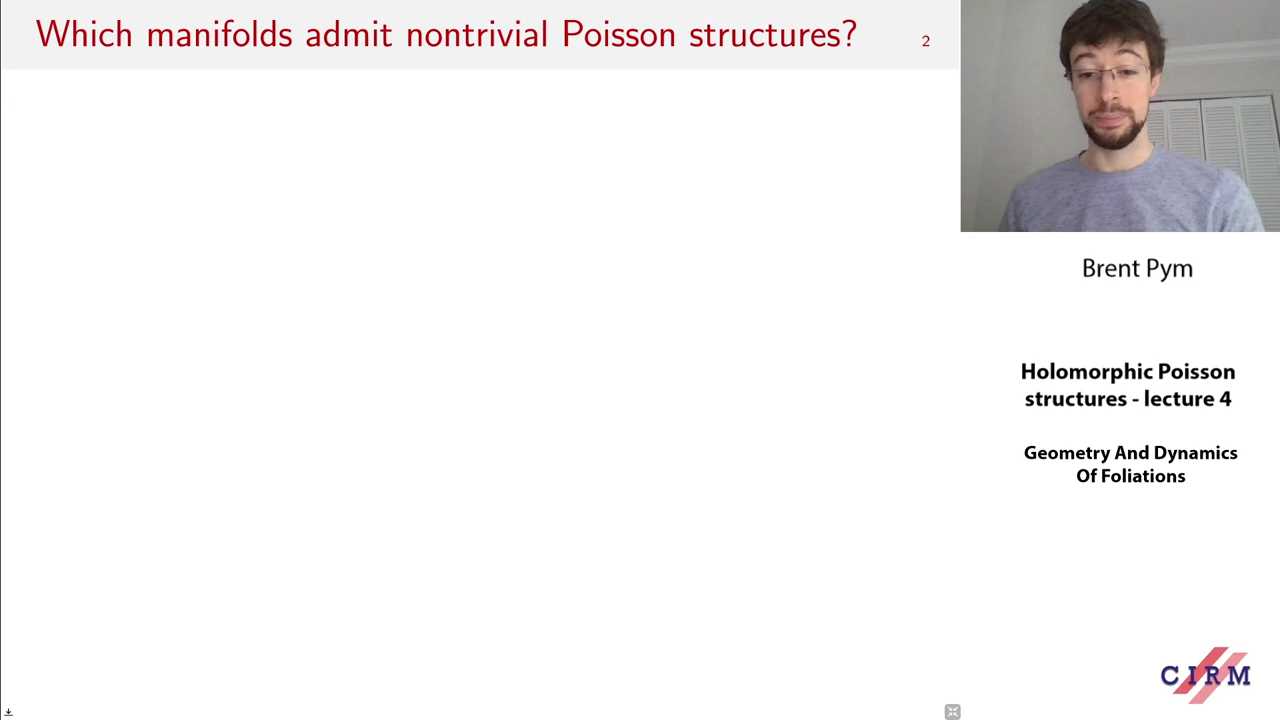 Which manifolds admit nontrivial Poisson structures?
2
Brent Pym
Holomorphic Poisson
structures - lecture 4
Geometry And Dynamics
Of Foliations
CIRM